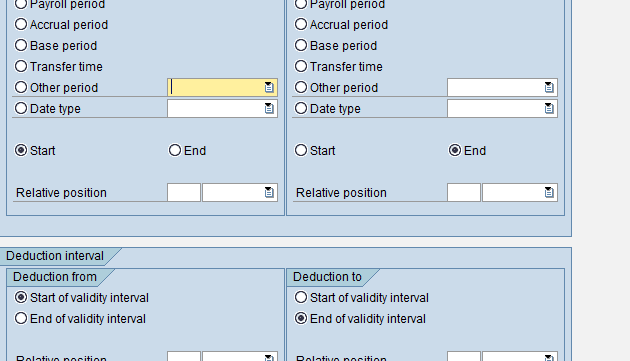 Payroll period Payroll period
Accrual period Accrual period
Base period Base period
Transfer time Transfer time
Other period Other period
Date type Date type
Start End Start End
Relative position Relative position
Deduction interval
Deduction from Deduction to
Start of validity interval Start of validity interval
End of validity interval End of validity interval
Relative position Relative position